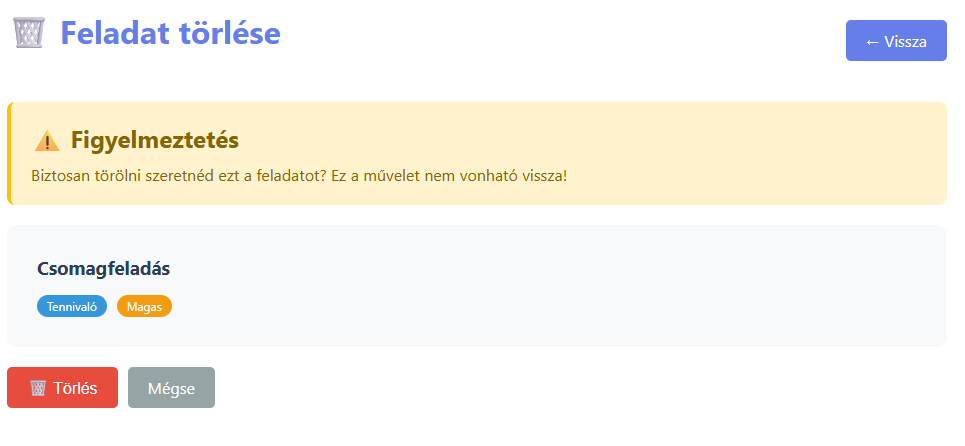 Feladat törlése
← Vissza
Figyelmeztetés
Biztosan törölni szeretnéd ezt a feladatot? Ez a művelet nem vonható vissza!
Csomagfeladás
Tennivaló Magas
Törlés Mégse